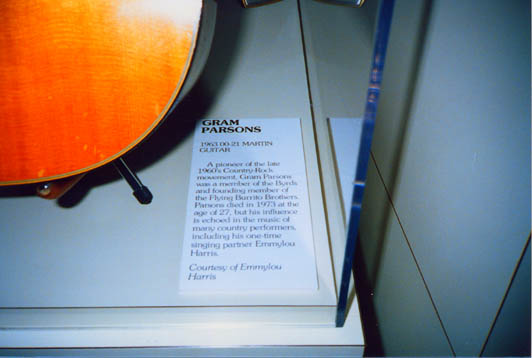 GRAM
PARSONS
1963 00-21 MARTIN
GUITAR
A pioneer of the late
1960's Country-Rock
movement, Gram Parsons
was a member of the Byrds
and founding member of
the Flying Burrito Brothers.
Parsons died in 1973 at the
age of 27, but his influence
is echoed in the music of
many country performers,
including his one-time
singing partner Emmylou
Harris.
Courtesy of Emmylou
Harris